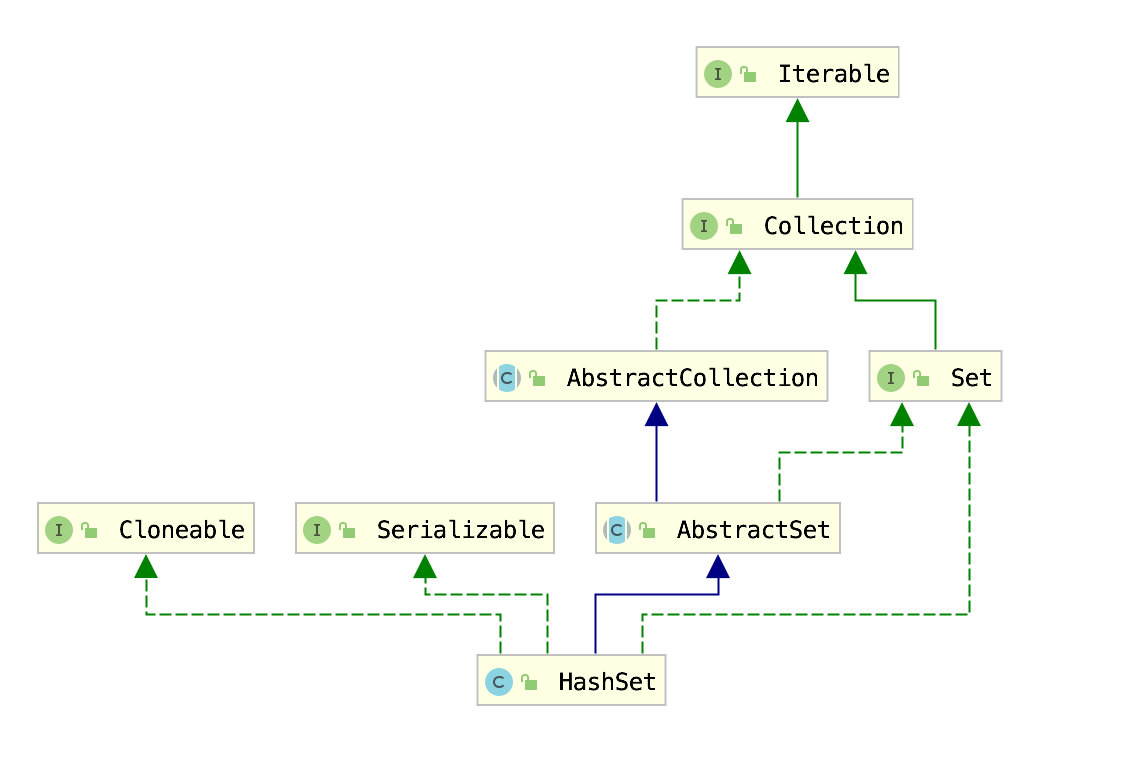 I Iterable
I Collection
C AbstractCollection
I Set
I Cloneable
I Serializable
C AbstractSet
C HashSet